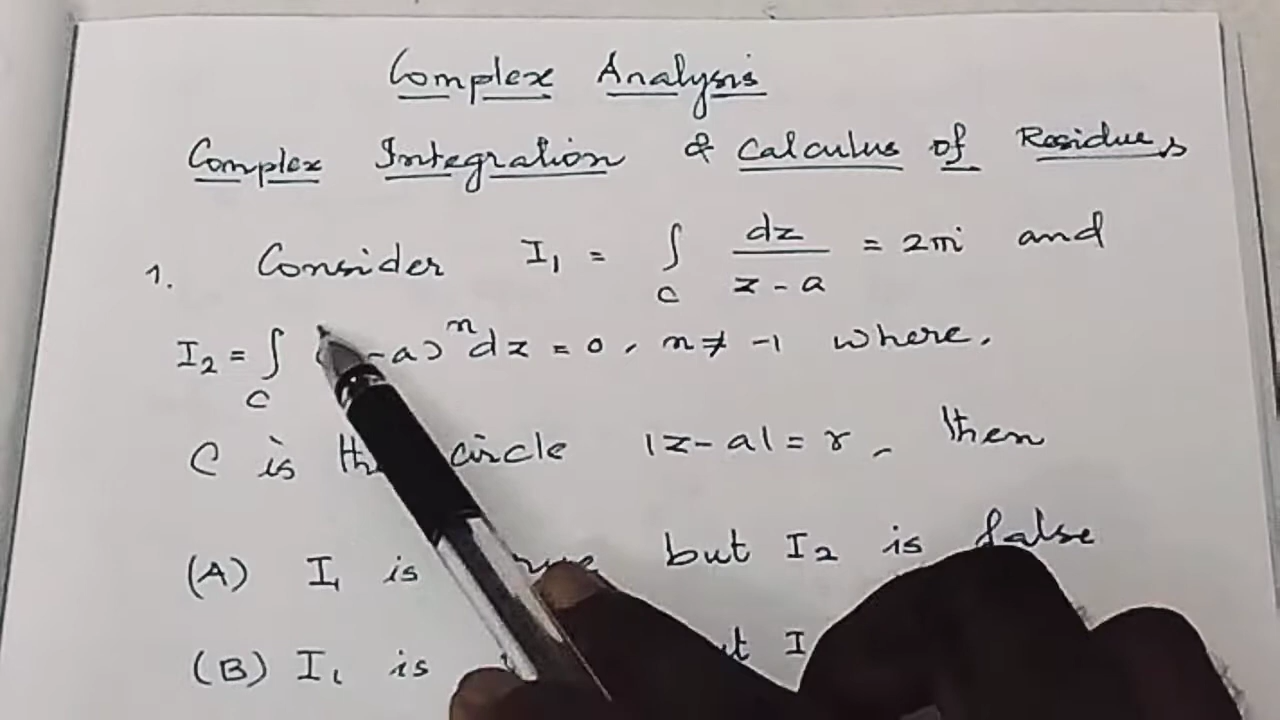 Complex Analysis
Complex Integration & Calculus of Residues
1. Consider I₁ = ∫_C dz/(z-a) = 2πi and
I₂ = ∫_C -a)ⁿ dz = 0, n ≠ -1 where,
C is the circle |z-a| = r, then
(A) I₁ is but I₂ is false
(B) I₁ is I